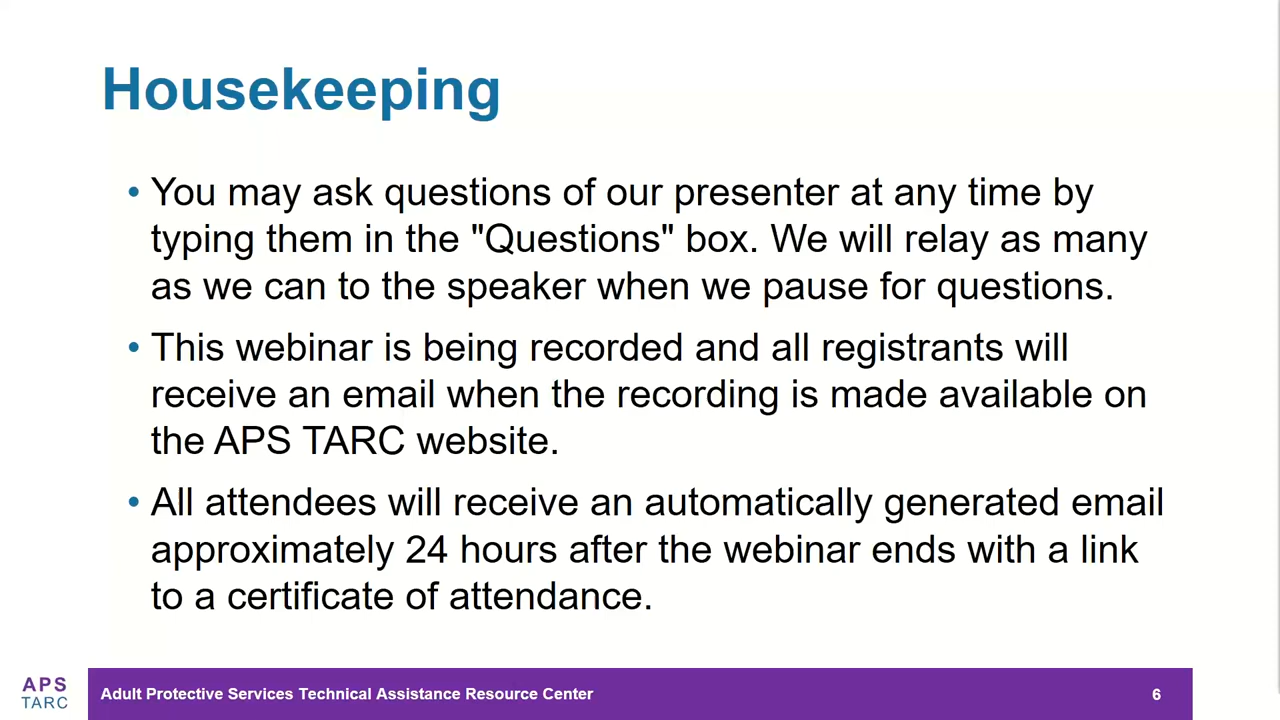 Housekeeping
• You may ask questions of our presenter at any time by
typing them in the "Questions" box. We will relay as many
as we can to the speaker when we pause for questions.
• This webinar is being recorded and all registrants will
receive an email when the recording is made available on
the APS TARC website.
• All attendees will receive an automatically generated email
approximately 24 hours after the webinar ends with a link
to a certificate of attendance.
APS
TARC
Adult Protective Services Technical Assistance Resource Center
6